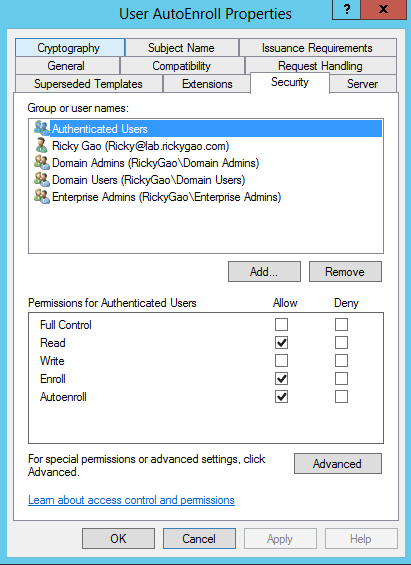 User AutoEnroll Properties
?
x
Cryptography Subject Name Issuance Requirements
General Compatibility Request Handling
Superseded Templates Extensions Security Server
Group or user names:
Authenticated Users
Ricky Gao (Ricky@lab.rickygao.com)
Domain Admins (RickyGao\Domain Admins)
Domain Users (RickyGao\Domain Users)
Enterprise Admins (RickyGao\Enterprise Admins)
Add... Remove
Permissions for Authenticated Users Allow Deny
Full Control
Read
Write
Enroll
Autoenroll
For special permissions or advanced settings, click
Advanced.
Advanced
Learn about access control and permissions
OK Cancel Apply Help